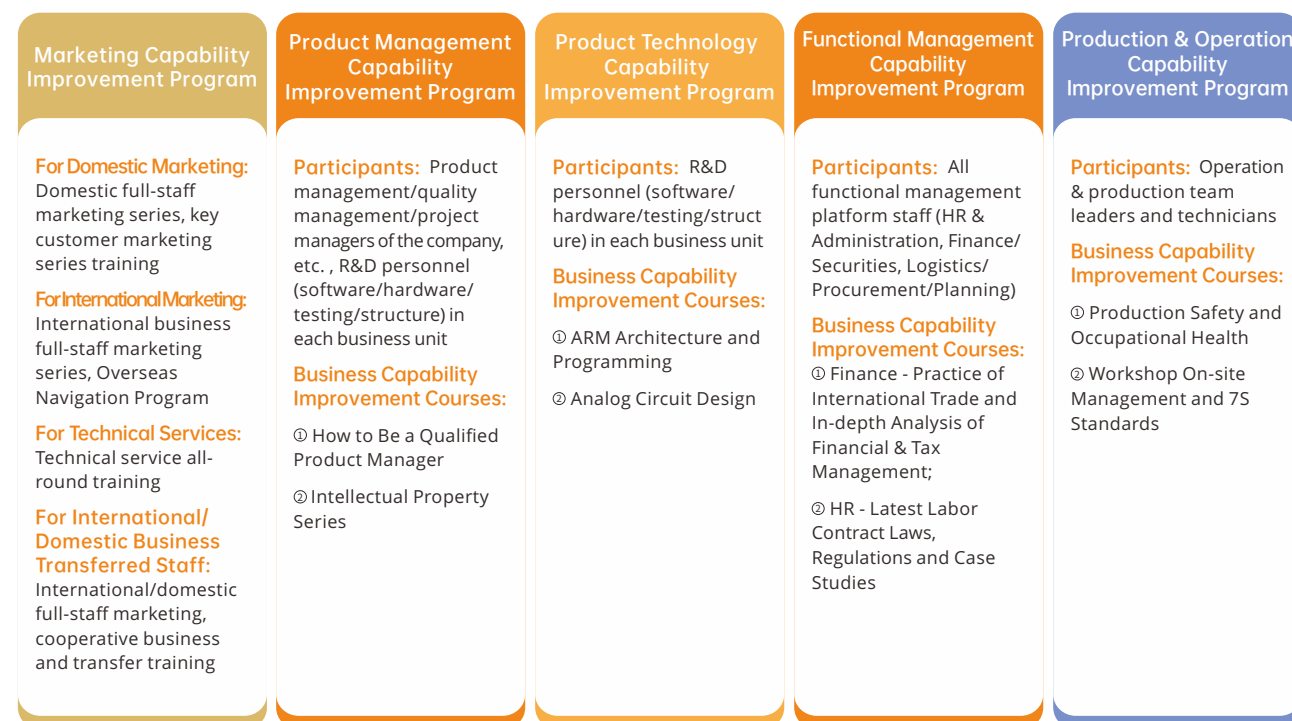 Marketing Capability
Improvement Program
For Domestic Marketing:
Domestic full-staff
marketing series, key
customer marketing
series training
For International Marketing:
International business
full-staff marketing
series, Overseas
Navigation Program
For Technical Services:
Technical service all-
round training
For International/
Domestic Business
Transferred Staff:
International/domestic
full-staff marketing,
cooperative business
and transfer training
Product Management
Capability
Improvement Program
Participants: Product
management/quality
management/project
managers of the company,
etc. , R&D personnel
(software/hardware/
testing/structure) in
each business unit
Business Capability
Improvement Courses:
① How to Be a Qualified
Product Manager
② Intellectual Property
Series
Product Technology
Capability
Improvement Program
Participants: R&D
personnel (software/
hardware/testing/struct
ure) in each business unit
Business Capability
Improvement Courses:
① ARM Architecture and
Programming
② Analog Circuit Design
Functional Management
Capability
Improvement Program
Participants: All
functional management
platform staff (HR &
Administration, Finance/
Securities, Logistics/
Procurement/Planning)
Business Capability
Improvement Courses:
① Finance - Practice of
International Trade and
In-depth Analysis of
Financial & Tax
Management;
② HR - Latest Labor
Contract Laws,
Regulations and Case
Studies
Production & Operation
Capability
Improvement Program
Participants: Operation
& production team
leaders and technicians
Business Capability
Improvement Courses:
① Production Safety and
Occupational Health
② Workshop On-site
Management and 7S
Standards